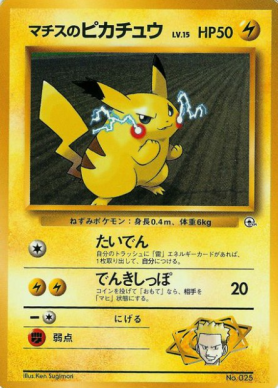 マチスのピカチュウ LV.15 HP50
ねずみポケモン:身長0.4m、体重6kg
たいでん
自分のトラッシュに「雷」エネルギーカードがあれば、
1枚取り出して、自分につける。
でんきしっぽ 20
コインを投げて「おもて」なら、相手を
「マヒ」状態にする。
弱点 にげる
Illus. Ken Sugimori No.025